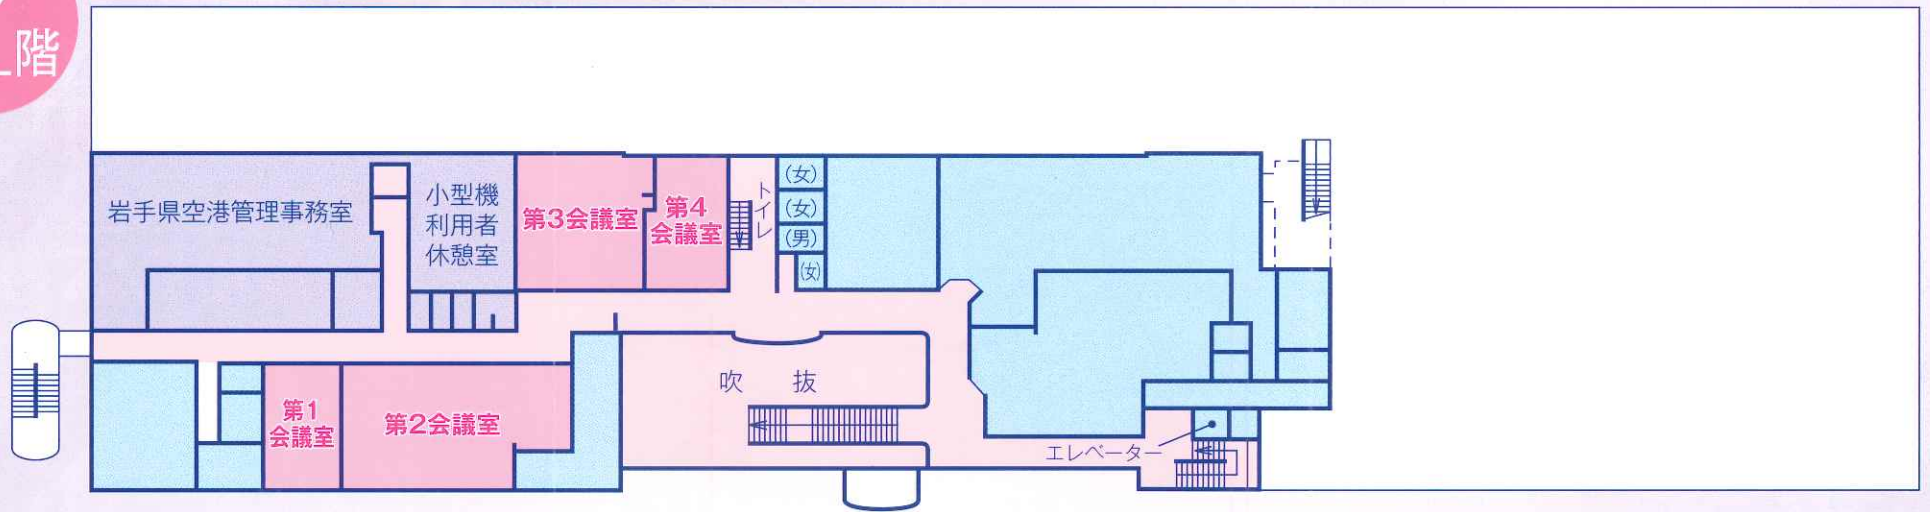 階
岩手県空港管理事務室
小型機
利用者
休憩室
第3会議室
第4
会議室
トイレ
(女)
(女)
(男)
(女)
第1
会議室
第2会議室
吹 抜
エレベーター